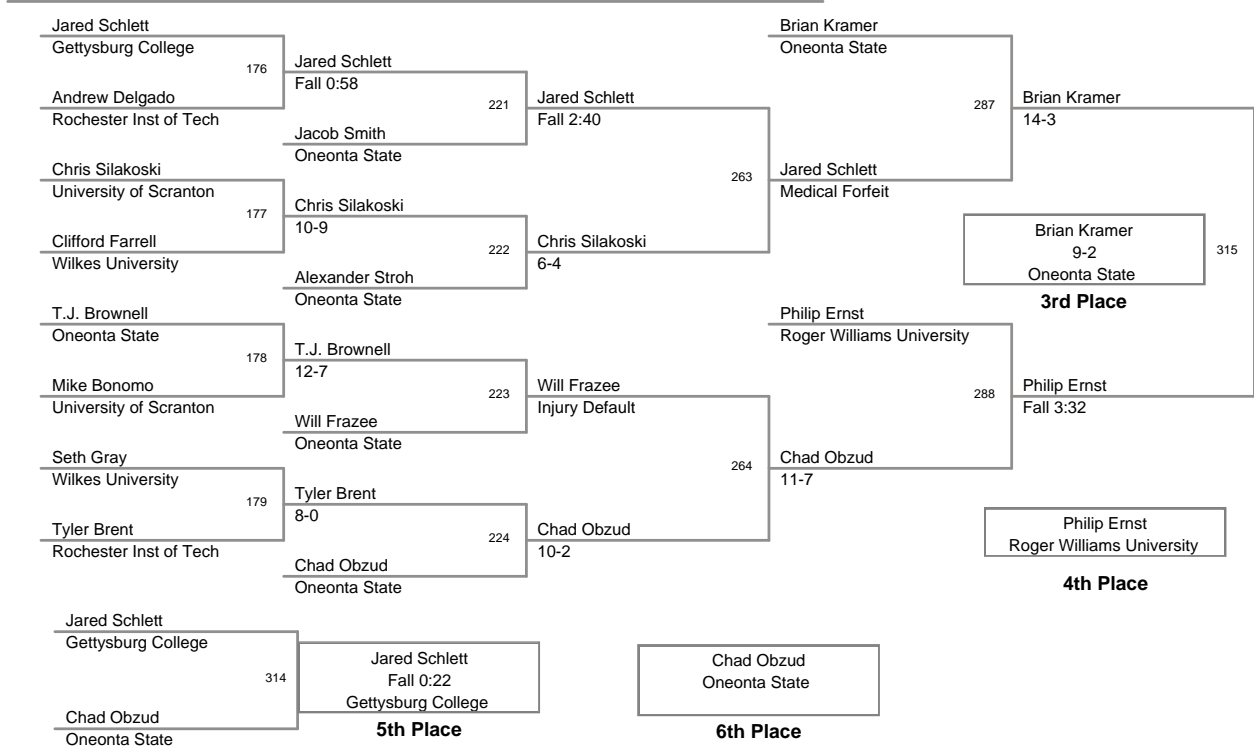 Jared Schlett
Gettysburg College
176
Andrew Delgado
Rochester Inst of Tech
Chris Silakoski
University of Scranton
177
Clifford Farrell
Wilkes University
T.J. Brownell
Oneonta State
178
Mike Bonomo
University of Scranton
Seth Gray
Wilkes University
179
Tyler Brent
Rochester Inst of Tech
Jared Schlett
Fall 0:58
221
Jacob Smith
Oneonta State
Chris Silakoski
10-9
222
Alexander Stroh
Oneonta State
T.J. Brownell
12-7
223
Will Frazee
Oneonta State
Tyler Brent
8-0
224
Chad Obzud
Oneonta State
Jared Schlett
Fall 2:40
263
Chris Silakoski
6-4
Will Frazee
Injury Default
264
Chad Obzud
10-2
Brian Kramer
Oneonta State
287
Jared Schlett
Medical Forfeit
Philip Ernst
Roger Williams University
288
Chad Obzud
11-7
Brian Kramer
14-3
315
Philip Ernst
Fall 3:32
Brian Kramer
9-2
Oneonta State
3rd Place
Philip Ernst
Roger Williams University
4th Place
Jared Schlett
Gettysburg College
314
Chad Obzud
Oneonta State
Jared Schlett
Fall 0:22
Gettysburg College
5th Place
Chad Obzud
Oneonta State
6th Place